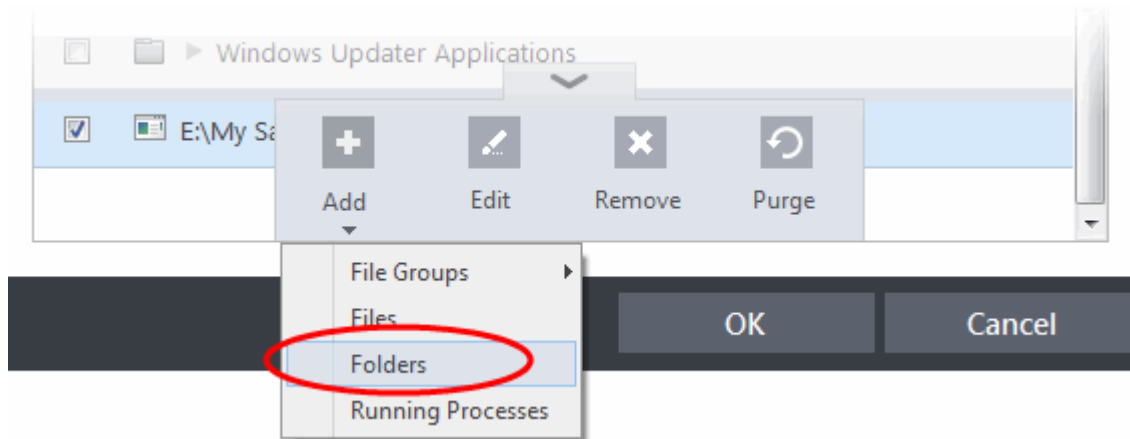 Windows Updater Applications
E:\My Sa
Add Edit Remove Purge
File Groups
Files
Folders
Running Processes
OK Cancel